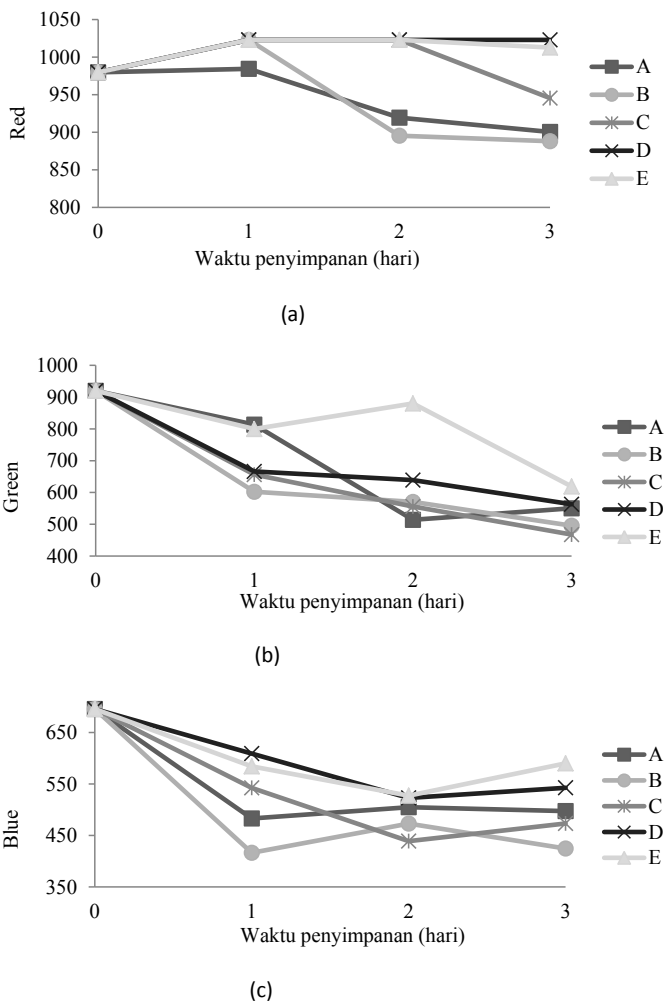 1050
1000
950
900
850
800
Red
0 1 2 3
Waktu penyimpanan (hari)
A
B
C
D
E
(a)
1000
900
800
700
600
500
400
Green
0 1 2 3
Waktu penyimpanan (hari)
A
B
C
D
E
(b)
650
550
450
350
Blue
0 1 2 3
Waktu penyimpanan (hari)
A
B
C
D
E
(c)